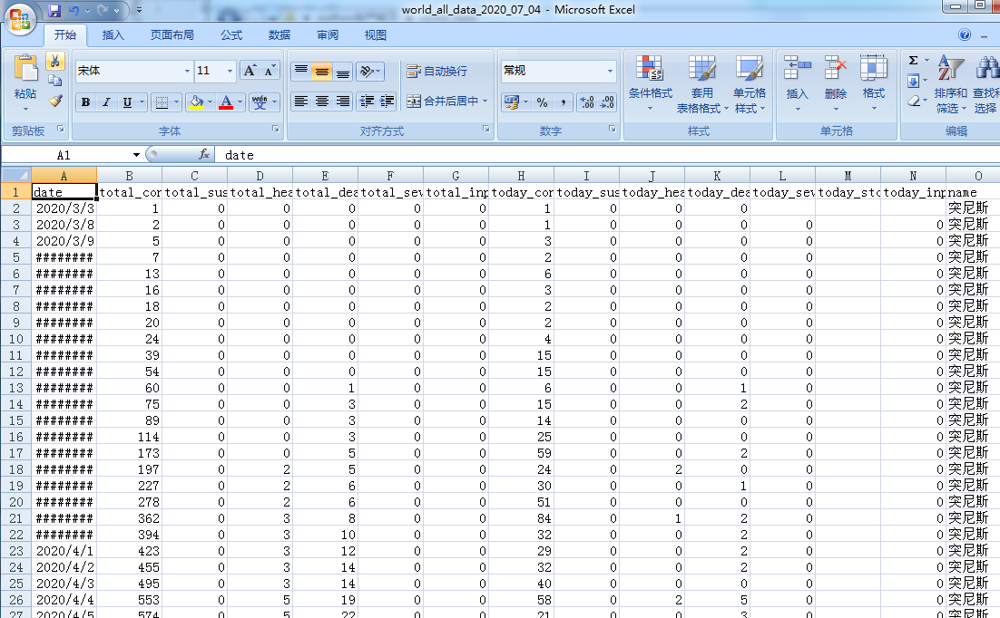 world_all_data_2020_07_04 - Microsoft Excel
开始 插入 页面布局 公式 数据 审阅 视图
宋体 11 A A 自动换行 常规 Σ
粘贴 B I U A wén 变 合并后居中 % , 条件格式 套用 表格格式 单元格 样式 插入 删除 格式 排序和 筛选 查找和 选择
剪贴板 字体 对齐方式 数字 样式 单元格 编辑
A1 fx date
A B C D E F G H I J K L M N O
1 date total_con total_sus total_hea total_dea total_sev total_inp today_con today_sus today_hea today_dea today_sev today_sto today_inp name
2 2020/3/3 1 0 0 0 0 0 1 0 0 0 突尼斯
3 2020/3/8 2 0 0 0 0 0 1 0 0 0 0 0 突尼斯
4 2020/3/9 5 0 0 0 0 0 3 0 0 0 0 0 突尼斯
5 ######## 7 0 0 0 0 0 2 0 0 0 0 0 突尼斯
6 ######## 13 0 0 0 0 0 6 0 0 0 0 0 突尼斯
7 ######## 16 0 0 0 0 0 3 0 0 0 0 0 突尼斯
8 ######## 18 0 0 0 0 0 2 0 0 0 0 0 突尼斯
9 ######## 20 0 0 0 0 0 2 0 0 0 0 0 突尼斯
10 ######## 24 0 0 0 0 0 4 0 0 0 0 0 突尼斯
11 ######## 39 0 0 0 0 0 15 0 0 0 0 0 突尼斯
12 ######## 54 0 0 0 0 0 15 0 0 0 0 0 突尼斯
13 ######## 60 0 0 1 0 0 6 0 0 1 0 0 突尼斯
14 ######## 75 0 0 3 0 0 15 0 0 2 0 0 突尼斯
15 ######## 89 0 0 3 0 0 14 0 0 0 0 0 突尼斯
16 ######## 114 0 0 3 0 0 25 0 0 0 0 0 突尼斯
17 ######## 173 0 0 5 0 0 59 0 0 2 0 0 突尼斯
18 ######## 197 0 2 5 0 0 24 0 2 0 0 0 突尼斯
19 ######## 227 0 2 6 0 0 30 0 0 1 0 0 突尼斯
20 ######## 278 0 2 6 0 0 51 0 0 0 0 0 突尼斯
21 ######## 362 0 3 8 0 0 84 0 1 2 0 0 突尼斯
22 ######## 394 0 3 10 0 0 32 0 0 2 0 0 突尼斯
23 2020/4/1 423 0 3 12 0 0 29 0 0 2 0 0 突尼斯
24 2020/4/2 455 0 3 14 0 0 32 0 0 2 0 0 突尼斯
25 2020/4/3 495 0 3 14 0 0 40 0 0 0 0 0 突尼斯
26 2020/4/4 553 0 5 19 0 0 58 0 2 5 0 0 突尼斯
27 2020/4/5 574 0 5 22 0 0 21 0 0 3 0 0 突尼斯